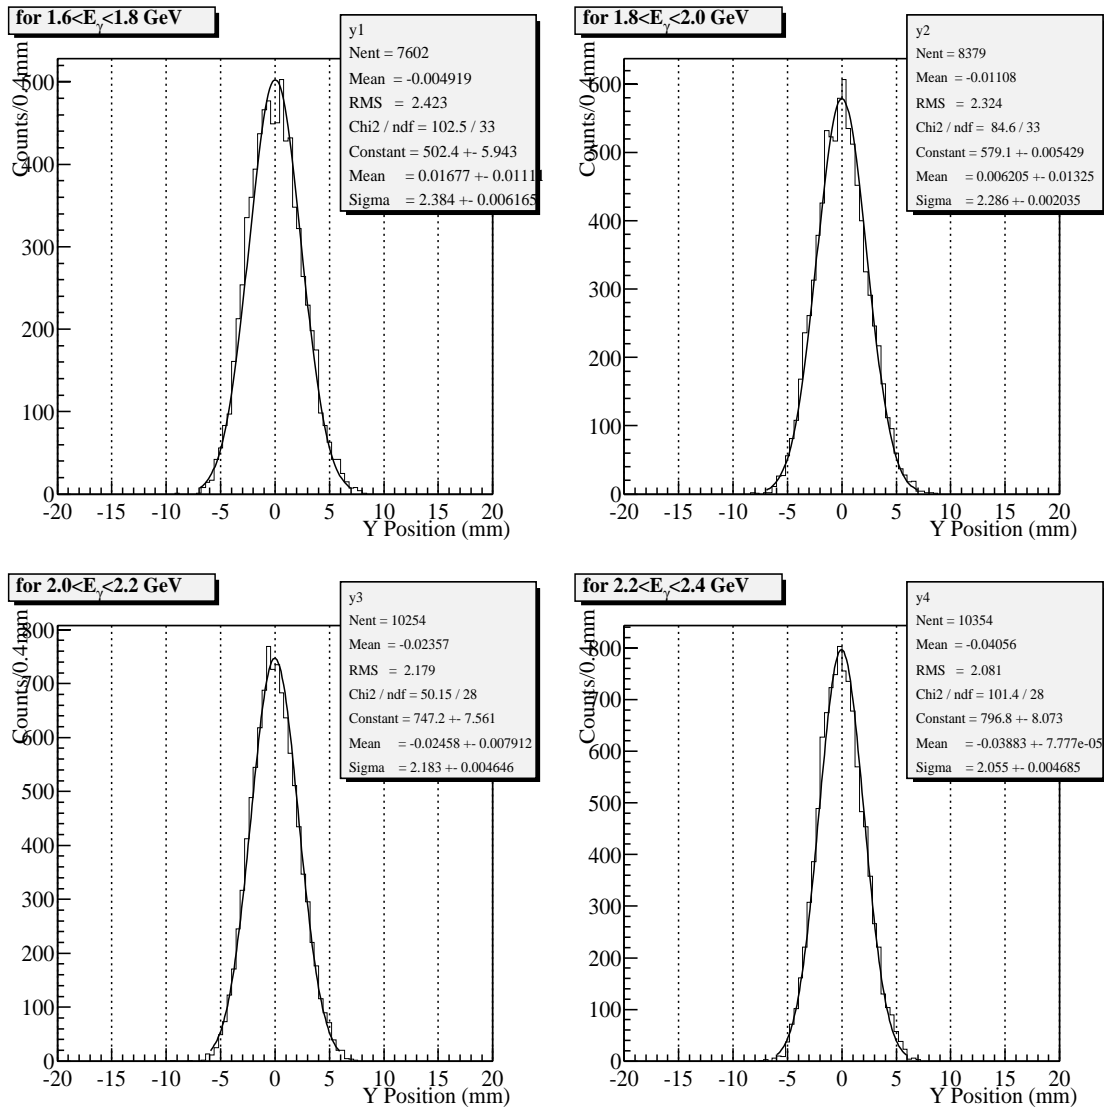 for 1.6<Eγ<1.8 GeV
Counts/0.4mm
500
400
300
200
100
0
-20 -15 -10 -5 0 5 10 15 20
Y Position (mm)
y1
Nent = 7602
Mean = -0.004919
RMS = 2.423
Chi2 / ndf = 102.5 / 33
Constant = 502.4 +- 5.943
Mean = 0.01677 +- 0.01111
Sigma = 2.384 +- 0.006165
for 1.8<Eγ<2.0 GeV
Counts/0.4mm
600
500
400
300
200
100
0
-20 -15 -10 -5 0 5 10 15 20
Y Position (mm)
y2
Nent = 8379
Mean = -0.01108
RMS = 2.324
Chi2 / ndf = 84.6 / 33
Constant = 579.1 +- 0.005429
Mean = 0.006205 +- 0.01325
Sigma = 2.286 +- 0.002035
for 2.0<Eγ<2.2 GeV
Counts/0.4mm
800
700
600
500
400
300
200
100
0
-20 -15 -10 -5 0 5 10 15 20
Y Position (mm)
y3
Nent = 10254
Mean = -0.02357
RMS = 2.179
Chi2 / ndf = 50.15 / 28
Constant = 747.2 +- 7.561
Mean = -0.02458 +- 0.007912
Sigma = 2.183 +- 0.004646
for 2.2<Eγ<2.4 GeV
Counts/0.4mm
800
700
600
500
400
300
200
100
0
-20 -15 -10 -5 0 5 10 15 20
Y Position (mm)
y4
Nent = 10354
Mean = -0.04056
RMS = 2.081
Chi2 / ndf = 101.4 / 28
Constant = 796.8 +- 8.073
Mean = -0.03883 +- 7.777e-05
Sigma = 2.055 +- 0.004685